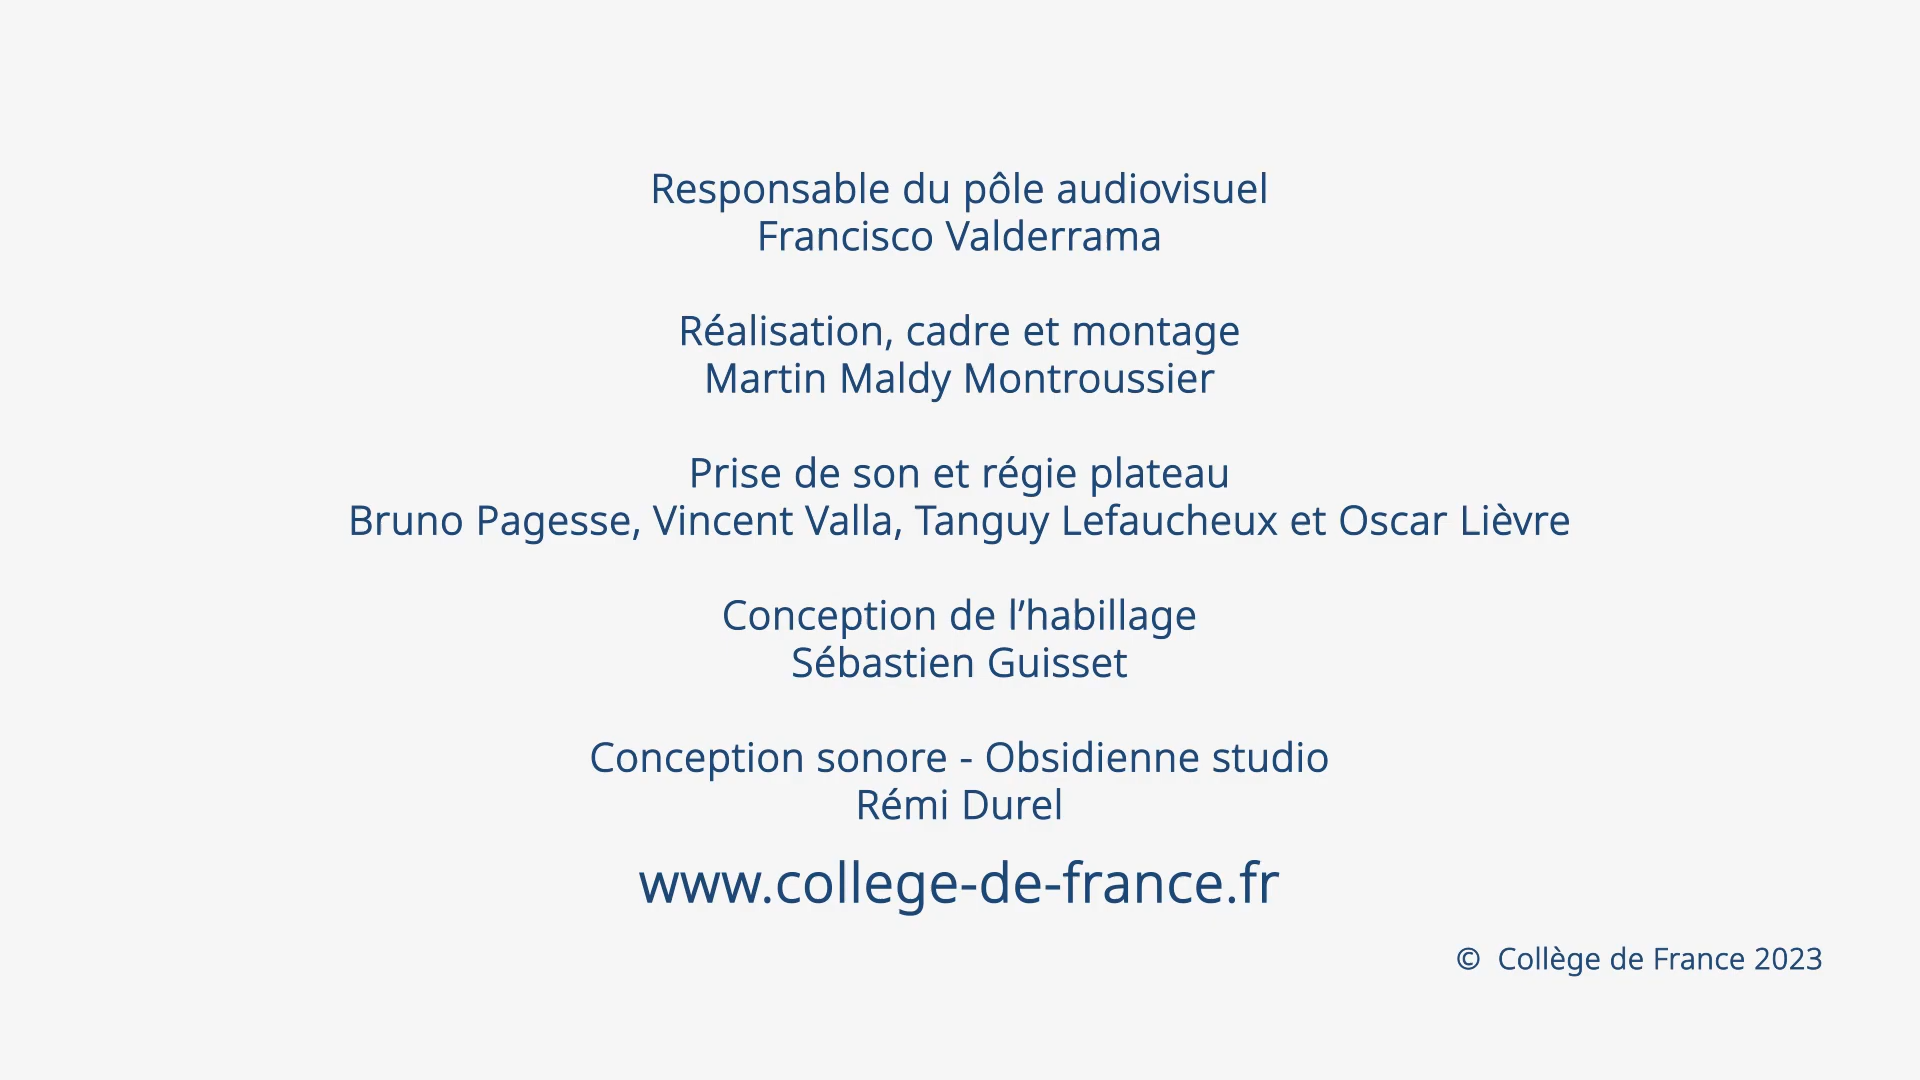 Responsable du pôle audiovisuel
Francisco Valderrama
Réalisation, cadre et montage
Martin Maldy Montroussier
Prise de son et régie plateau
Bruno Pagesse, Vincent Valla, Tanguy Lefaucheux et Oscar Lièvre
Conception de l’habillage
Sébastien Guisset
Conception sonore - Obsidienne studio
Rémi Durel
www.college-de-france.fr
© Collège de France 2023